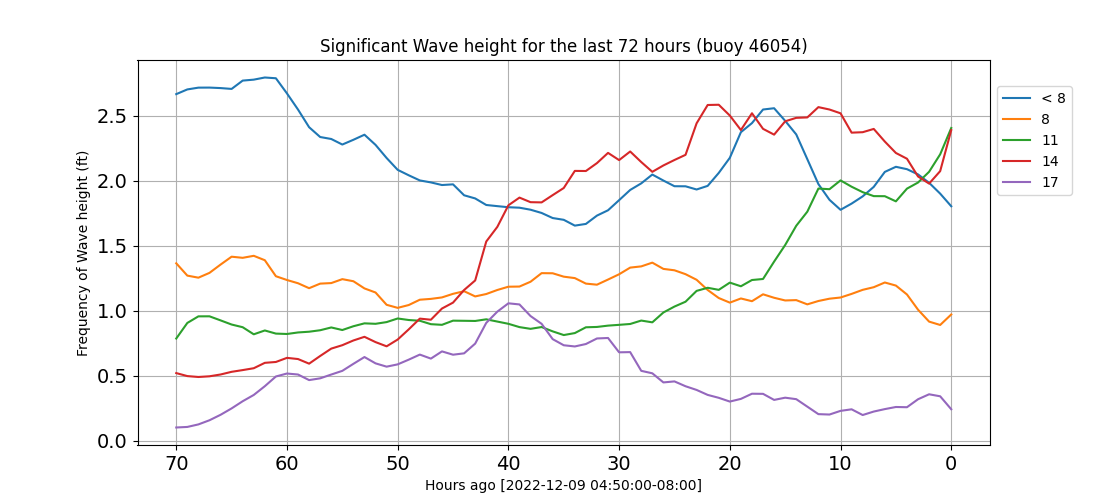 Significant Wave height for the last 72 hours (buoy 46054)
Frequency of Wave height (ft)
2.5
2.0
1.5
1.0
0.5
0.0
70 60 50 40 30 20 10 0
Hours ago [2022-12-09 04:50:00-08:00]
< 8
8
11
14
17